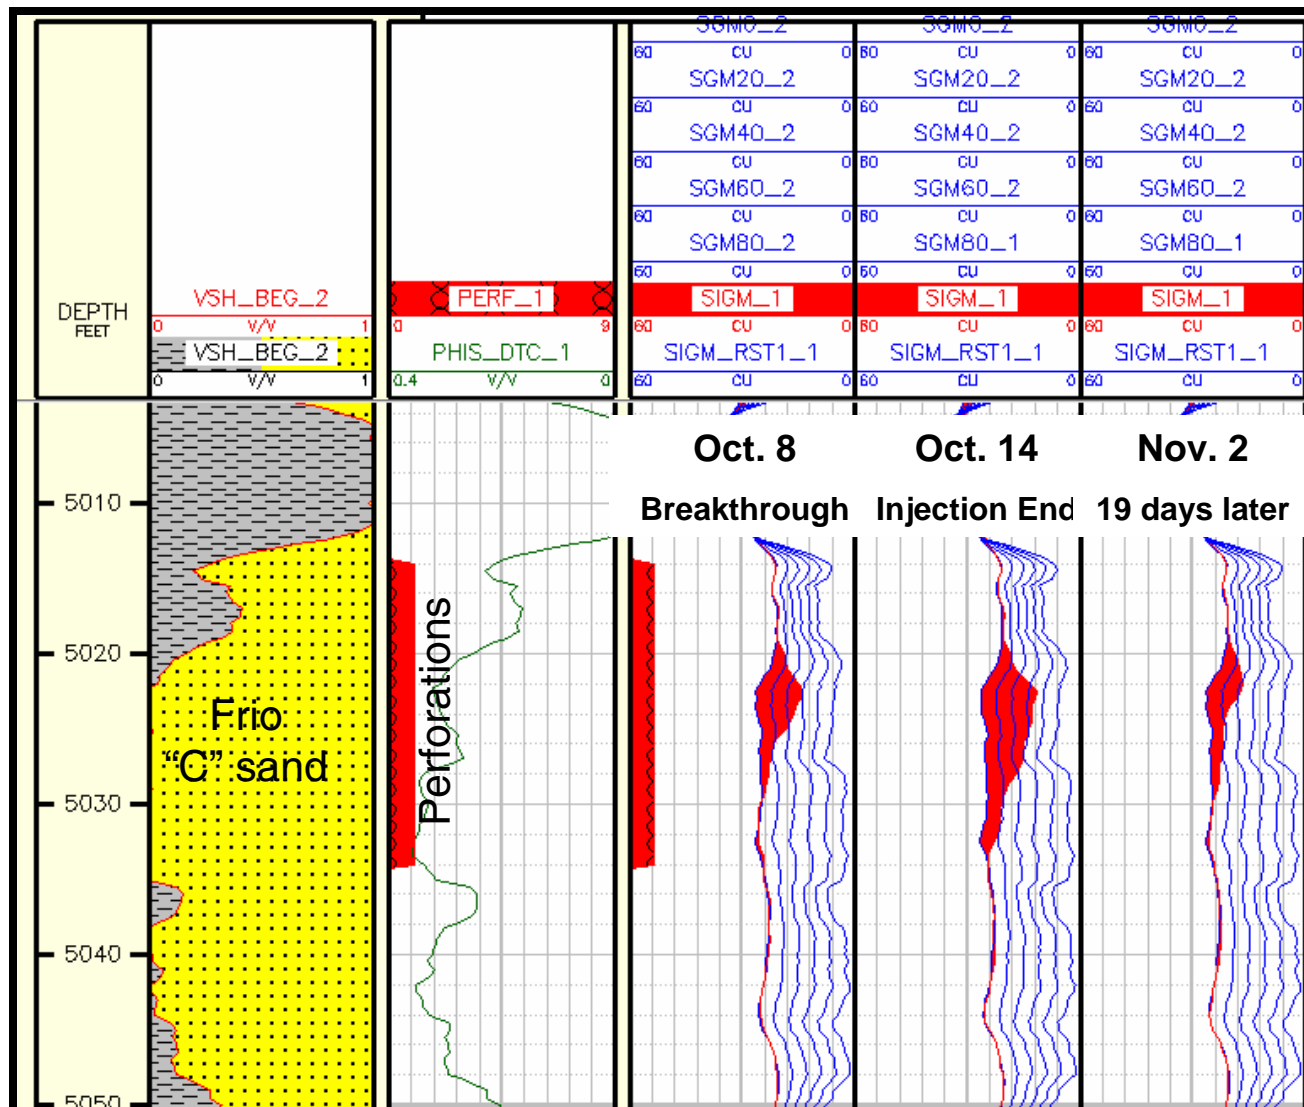 SGM0_2 SGM0_2 SGM0_2
60 CU 0 60 CU 0 60 CU 0
SGM20_2 SGM20_2 SGM20_2
60 CU 0 60 CU 0 60 CU 0
SGM40_2 SGM40_2 SGM40_2
60 CU 0 60 CU 0 60 CU 0
SGM60_2 SGM60_2 SGM60_2
60 CU 0 60 CU 0 60 CU 0
SGM80_2 SGM80_1 SGM80_1
60 CU 0 60 CU 0 60 CU 0
DEPTH
FEET
VSH_BEG_2 PERF_1 SIGM_1 SIGM_1 SIGM_1
0 V/V 1 0 9 60 CU 0 60 CU 0 60 CU 0
VSH_BEG_2 PHIS_DTC_1 SIGM_RST1_1 SIGM_RST1_1 SIGM_RST1_1
0 V/V 1 0.4 V/V 0 60 CU 0 60 CU 0 60 CU 0
Oct. 8 Oct. 14 Nov. 2
Breakthrough Injection End 19 days later
5010
5020
Frio
“C” sand
Perforations
5030
5040
5050